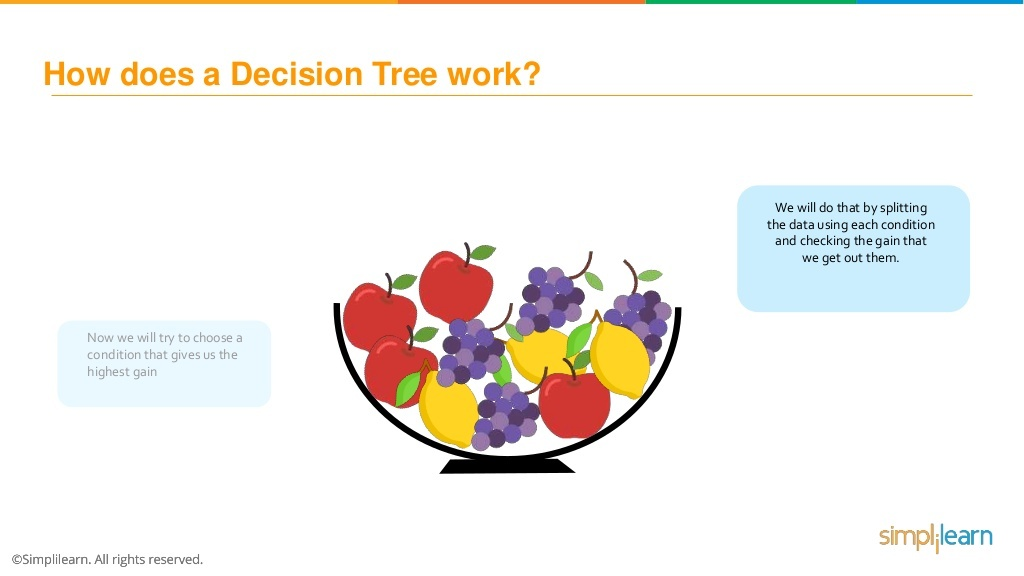 How does a Decision Tree work?
We will do that by splitting
the data using each condition
and checking the gain that
we get out them.
Now we will try to choose a
condition that gives us the
highest gain
simplilearn
©Simplilearn. All rights reserved.